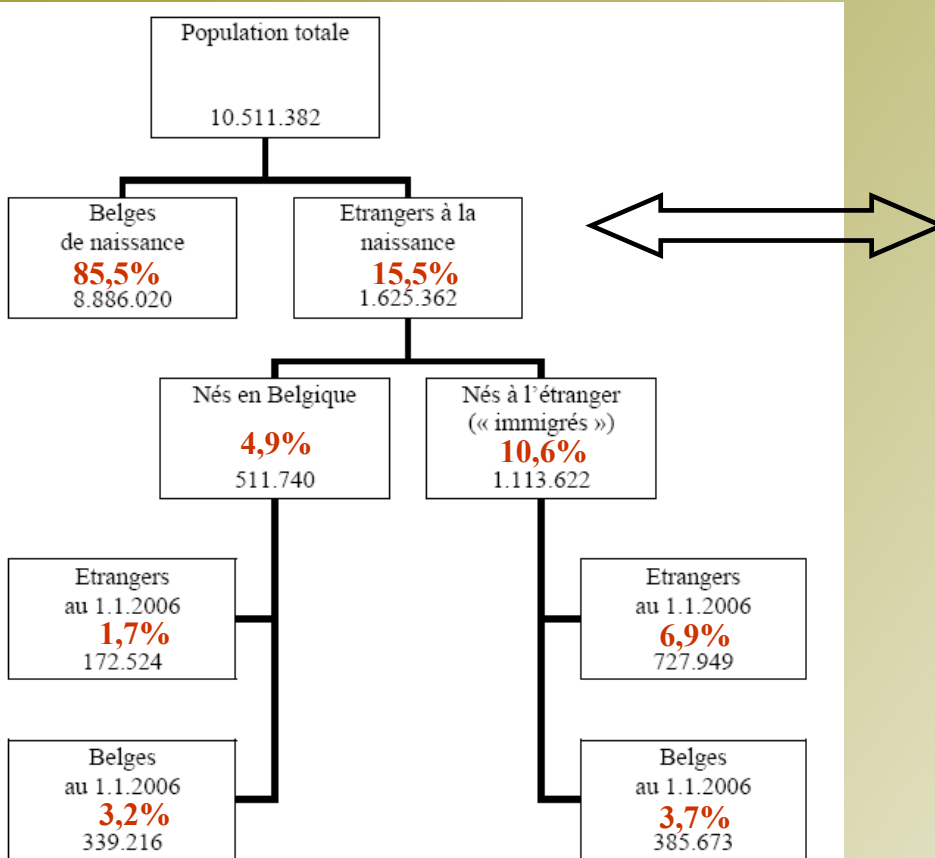 Population totale
10.511.382
Belges
de naissance
85,5%
8.886.020
Etrangers à la
naissance
15,5%
1.625.362
Nés en Belgique
4,9%
511.740
Nés à l'étranger
(« immigrés »)
10,6%
1.113.622
Etrangers
au 1.1.2006
1,7%
172.524
Etrangers
au 1.1.2006
6,9%
727.949
Belges
au 1.1.2006
3,2%
339.216
Belges
au 1.1.2006
3,7%
385.673